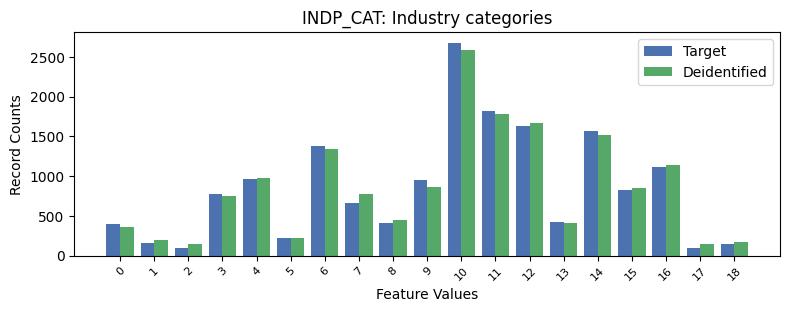 INDP_CAT: Industry categories
Target
Deidentified
Record Counts
2500
2000
1500
1000
500
0
0 1 2 3 4 5 6 7 8 9 10 11 12 13 14 15 16 17 18
Feature Values